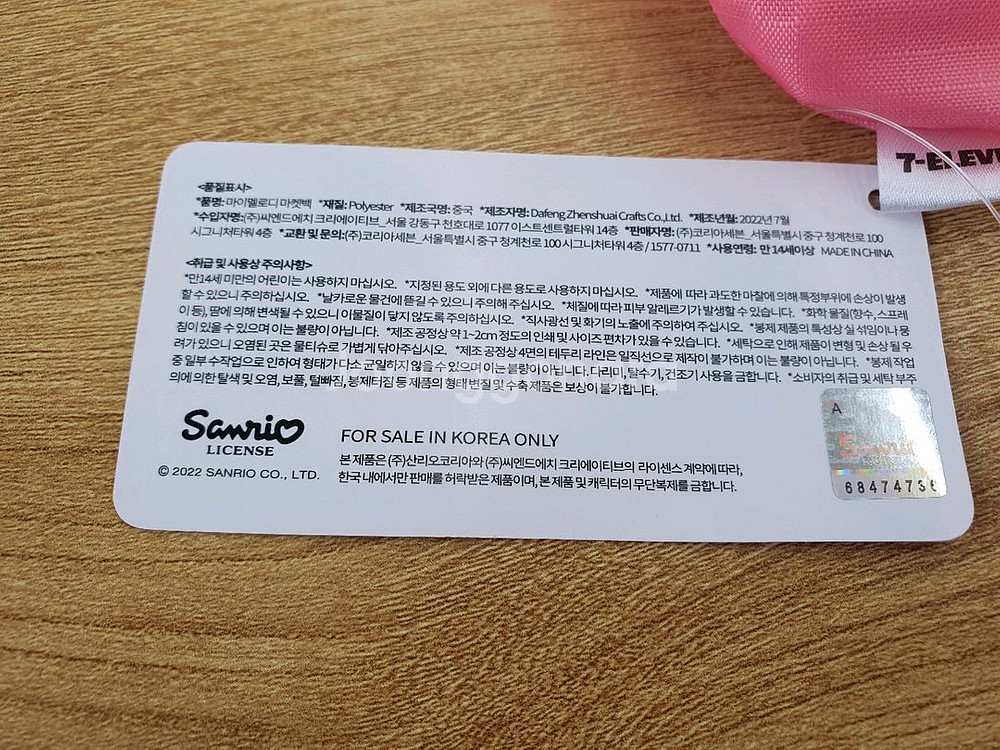 7-ELEV
<품질표시>
*품명: 마이멜로디 마켓백 *재질: Polyester *제조국명: 중국 *제조자명: Dafeng Zhenshuai Crafts Co.,Ltd. *제조년월: 2022년 7월
*수입자명:(주)씨엔드에치 크리에이티브_서울 강동구 천호대로 1077 이스트센트럴타워 14층 *판매자명: (주)코리아세븐_서울특별시 중구 청계천로 100
시그니처타워 4층 *교환 및 문의:(주)코리아세븐_서울특별시 중구 청계천로 100 시그니처타워 4층 / 1577-0711 *사용연령: 만 14세이상 MADE IN CHINA
<취급 및 사용상 주의사항>
*만14세 미만의 어린이는 사용하지 마십시오. *지정된 용도 외에 다른 용도로 사용하지 마십시오. *제품에 따라 과도한 마찰에 의해 특정부위에 손상이 발생
할 수 있으니 주의하십시오. *날카로운 물건에 뜯길 수 있으니 주의해 주십시오. *체질에 따라 피부 알레르기가 발생할 수 있습니다. *화학 물질(향수, 스프레
이 등), 땀에 의해 변색될 수 있으니 이물질이 닿지 않도록 주의하십시오. *직사광선 및 화기의 노출에 주의하여 주십시오. *봉제 제품의 특성상 실 섞임이나 뭉
침이 있을 수 있으며 이는 불량이 아닙니다. *제조 공정상 약 1~2cm 정도의 인쇄 및 사이즈 편차가 있을 수 있습니다. *세탁으로 인해 제품이 변형 및 손상 될 우
려가 있으니 오염된 곳은 물티슈로 가볍게 닦아주십시오. *제조 공정상 4면의 테두리 라인은 일직선으로 제작이 불가하며 이는 불량이 아닙니다. *봉제 작업
중 일부 수작업으로 인하여 형태가 다소 균일하지 않을 수 있으며 이는 불량이 아닙니다. 다리미, 탈수기, 건조기 사용을 금합니다. *소비자의 취급 및 세탁 부주
의에 의한 탈색 및 오염, 보풀, 털빠짐, 봉제터짐 등 제품의 형태 변질 및 수축 제품은 보상이 불가합니다.
Sanrio
LICENSE
© 2022 SANRIO CO., LTD.
FOR SALE IN KOREA ONLY
본 제품은 (주)산리오코리아와 (주)씨엔드에치 크리에이티브의 라이센스 계약에 따라,
한국 내에서만 판매를 허락받은 제품이며, 본 제품 및 캐릭터의 무단복제를 금합니다.
A
Sanrio
68474736